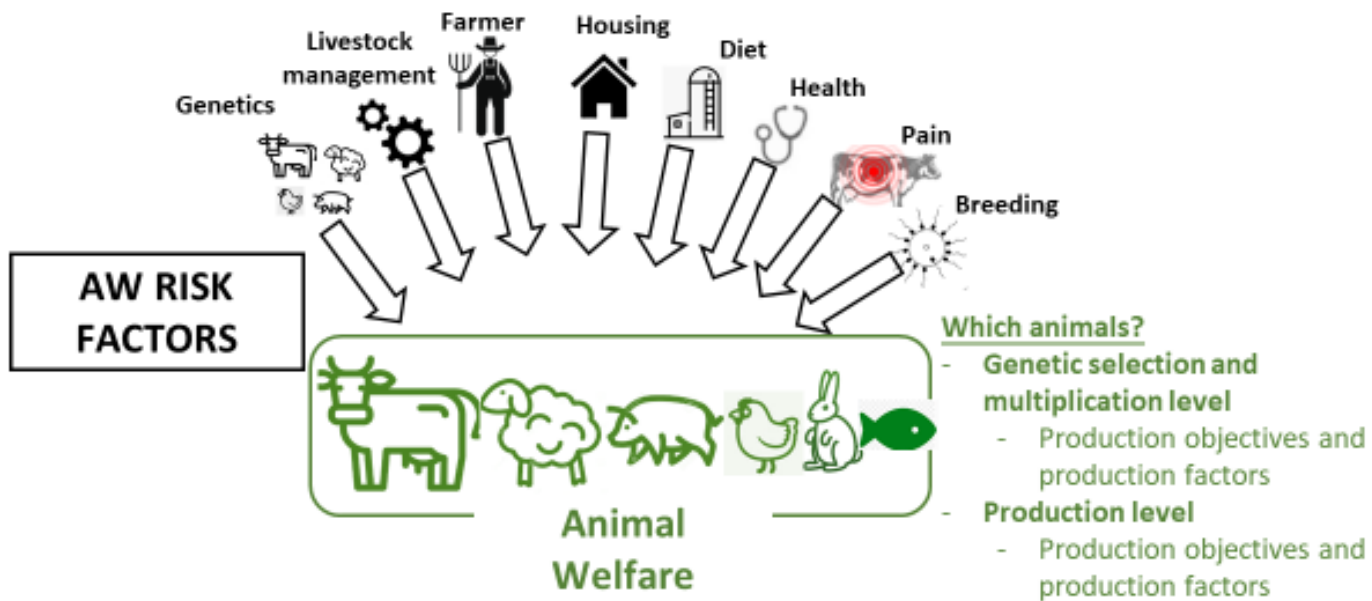 Genetics
Livestock
management
Farmer
Housing
Diet
Health
Pain
Breeding
AW RISK
FACTORS
Animal
Welfare
Which animals?
- Genetic selection and
multiplication level
- Production objectives and
production factors
- Production level
- Production objectives and
production factors